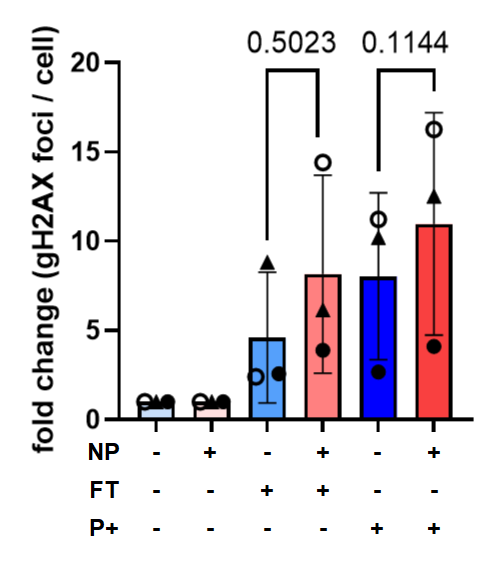 0.5023 0.1144
fold change (gH2AX foci / cell)
20
15
10
5
0
NP - + - + - +
FT - - + + - -
P+ - - - - + +